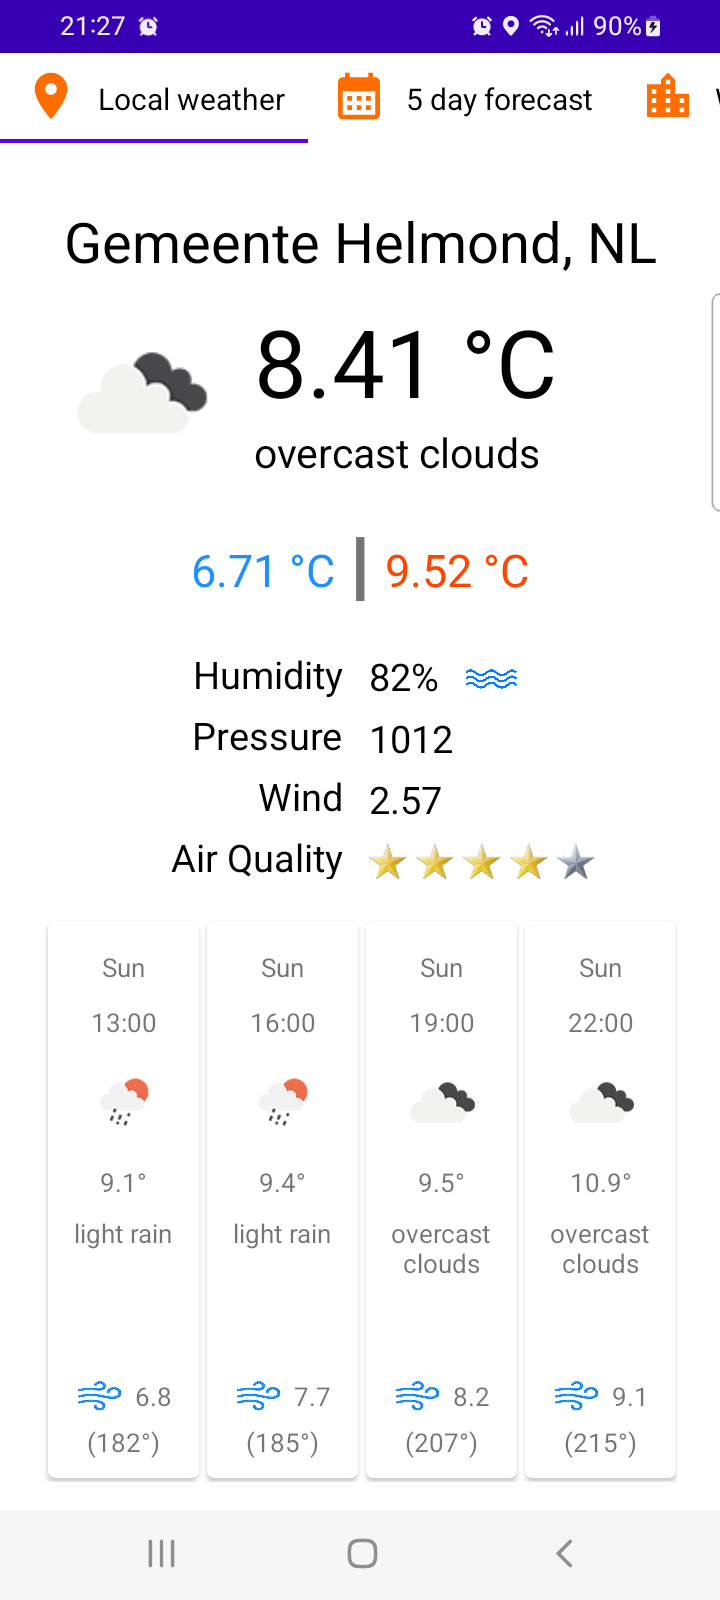 21:27 90%
Local weather 5 day forecast
Gemeente Helmond, NL
8.41 °C
overcast clouds
6.71 °C 9.52 °C
Humidity 82%
Pressure 1012
Wind 2.57
Air Quality
Sun Sun Sun Sun
13:00 16:00 19:00 22:00
9.1° 9.4° 9.5° 10.9°
light rain light rain overcast overcast
clouds clouds
6.8 7.7 8.2 9.1
(182°) (185°) (207°) (215°)